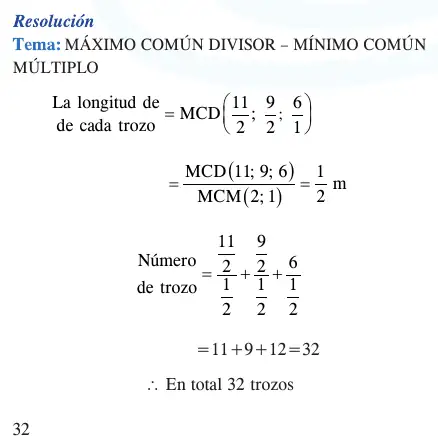 Resolución
Tema: MÁXIMO COMÚN DIVISOR – MÍNIMO COMÚN
MÚLTIPLO
La longitud de de cada trozo = MCD(11/2; 9/2; 6/1)
= MCD(11; 9; 6)/MCM(2; 1) = 1/2 m
Número de trozo = (11/2)/(1/2) + (9/2)/(1/2) + 6/(1/2)
=11+9+12=32
∴ En total 32 trozos
32